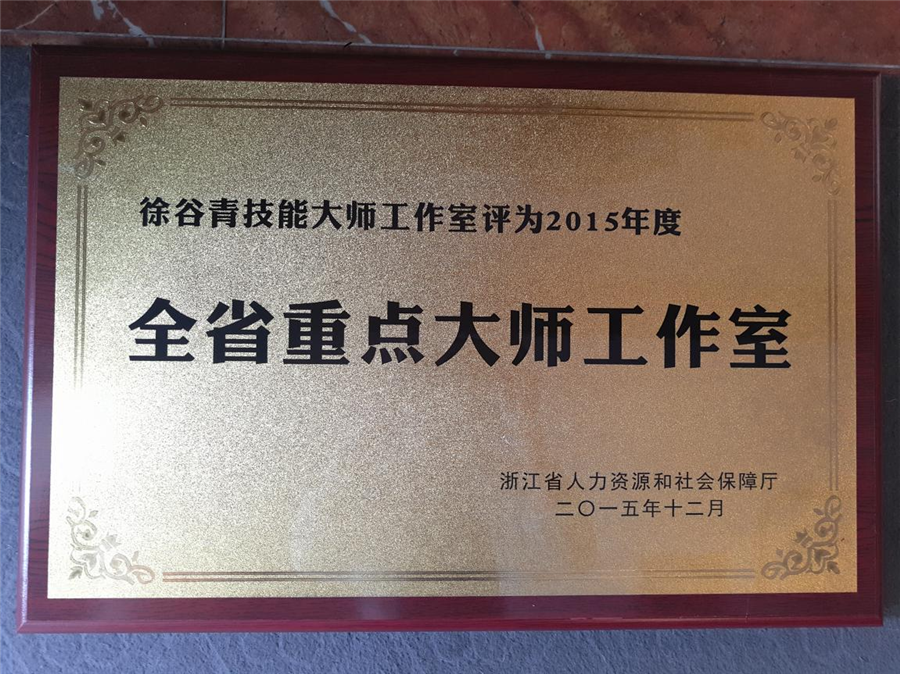 徐谷青技能大师工作室评为2015年度
全省重点大师工作室
浙江省人力资源和社会保障厅
二〇一五年十二月